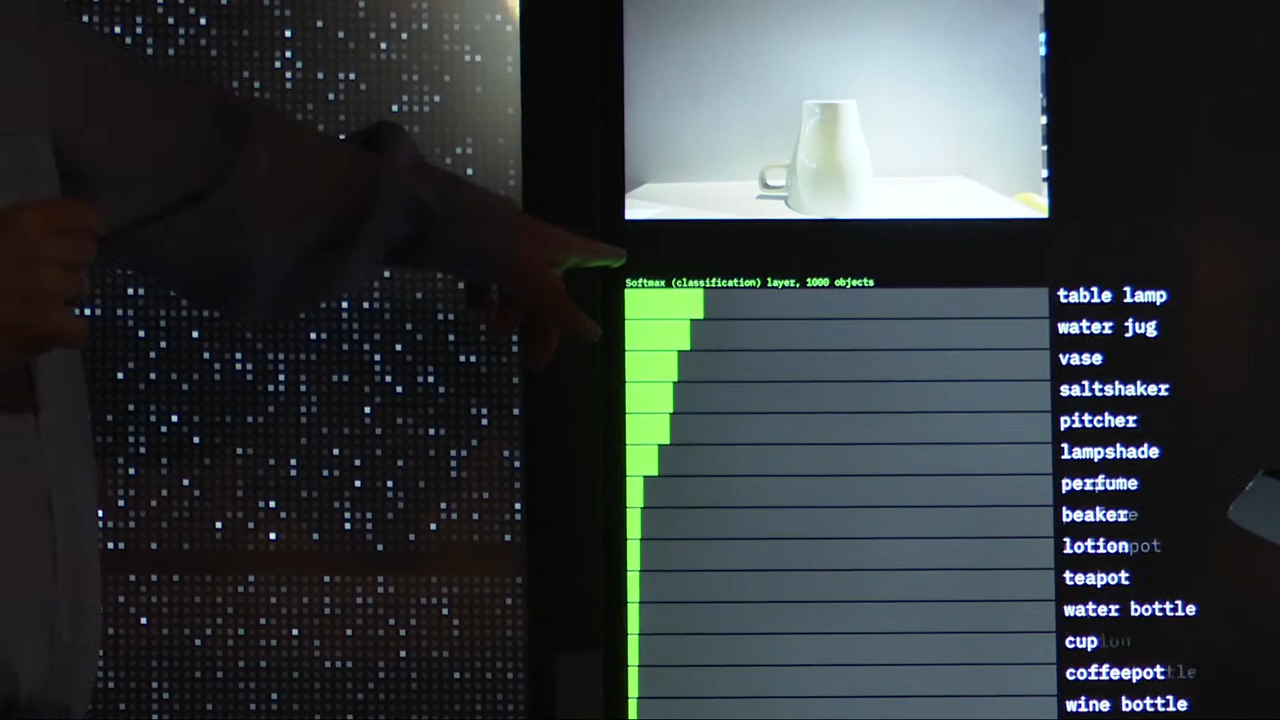 Softmax (classification) layer, 1000 objects
table lamp
water jug
vase
saltshaker
pitcher
lampshade
perfume
beaker
lotion
teapot
water bottle
cup
coffeepot
wine bottle